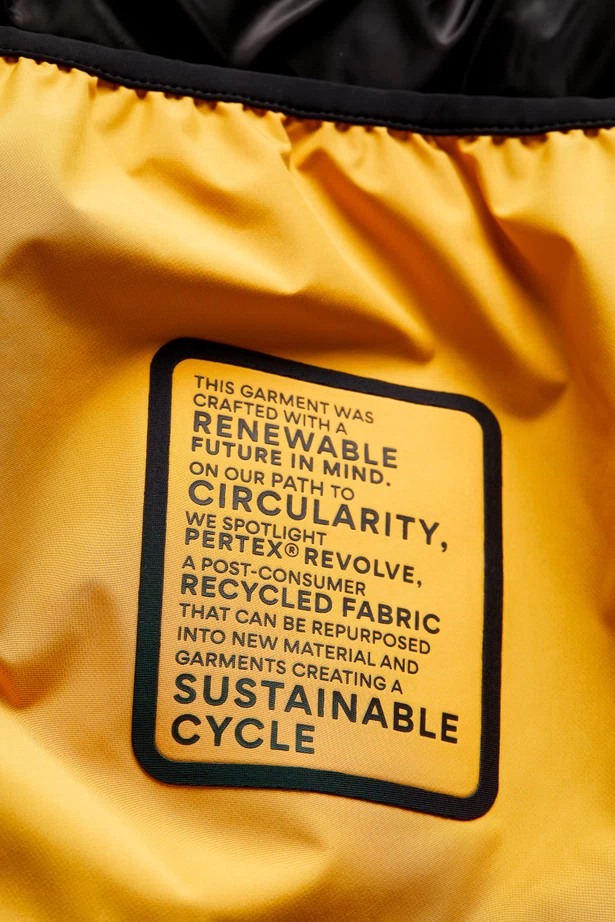 THIS GARMENT WAS
CRAFTED WITH A
RENEWABLE
FUTURE IN MIND.
ON OUR PATH TO
CIRCULARITY,
WE SPOTLIGHT
PERTEX® REVOLVE,
A POST-CONSUMER
RECYCLED FABRIC
THAT CAN BE REPURPOSED
INTO NEW MATERIAL AND
GARMENTS CREATING A
SUSTAINABLE
CYCLE